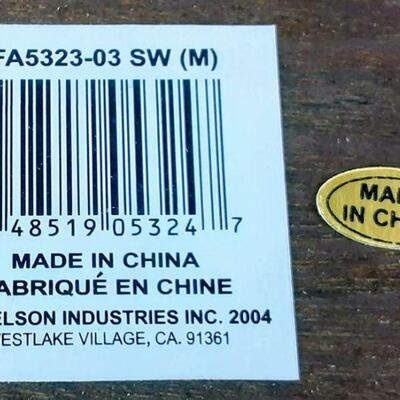 FA5323-03 SW (M)
48519 05324 7
MADE IN CHINA
ABRIQUÉ EN CHINE
ELSON INDUSTRIES INC. 2004
ESTLAKE VILLAGE, CA. 91361
MAD
IN CH